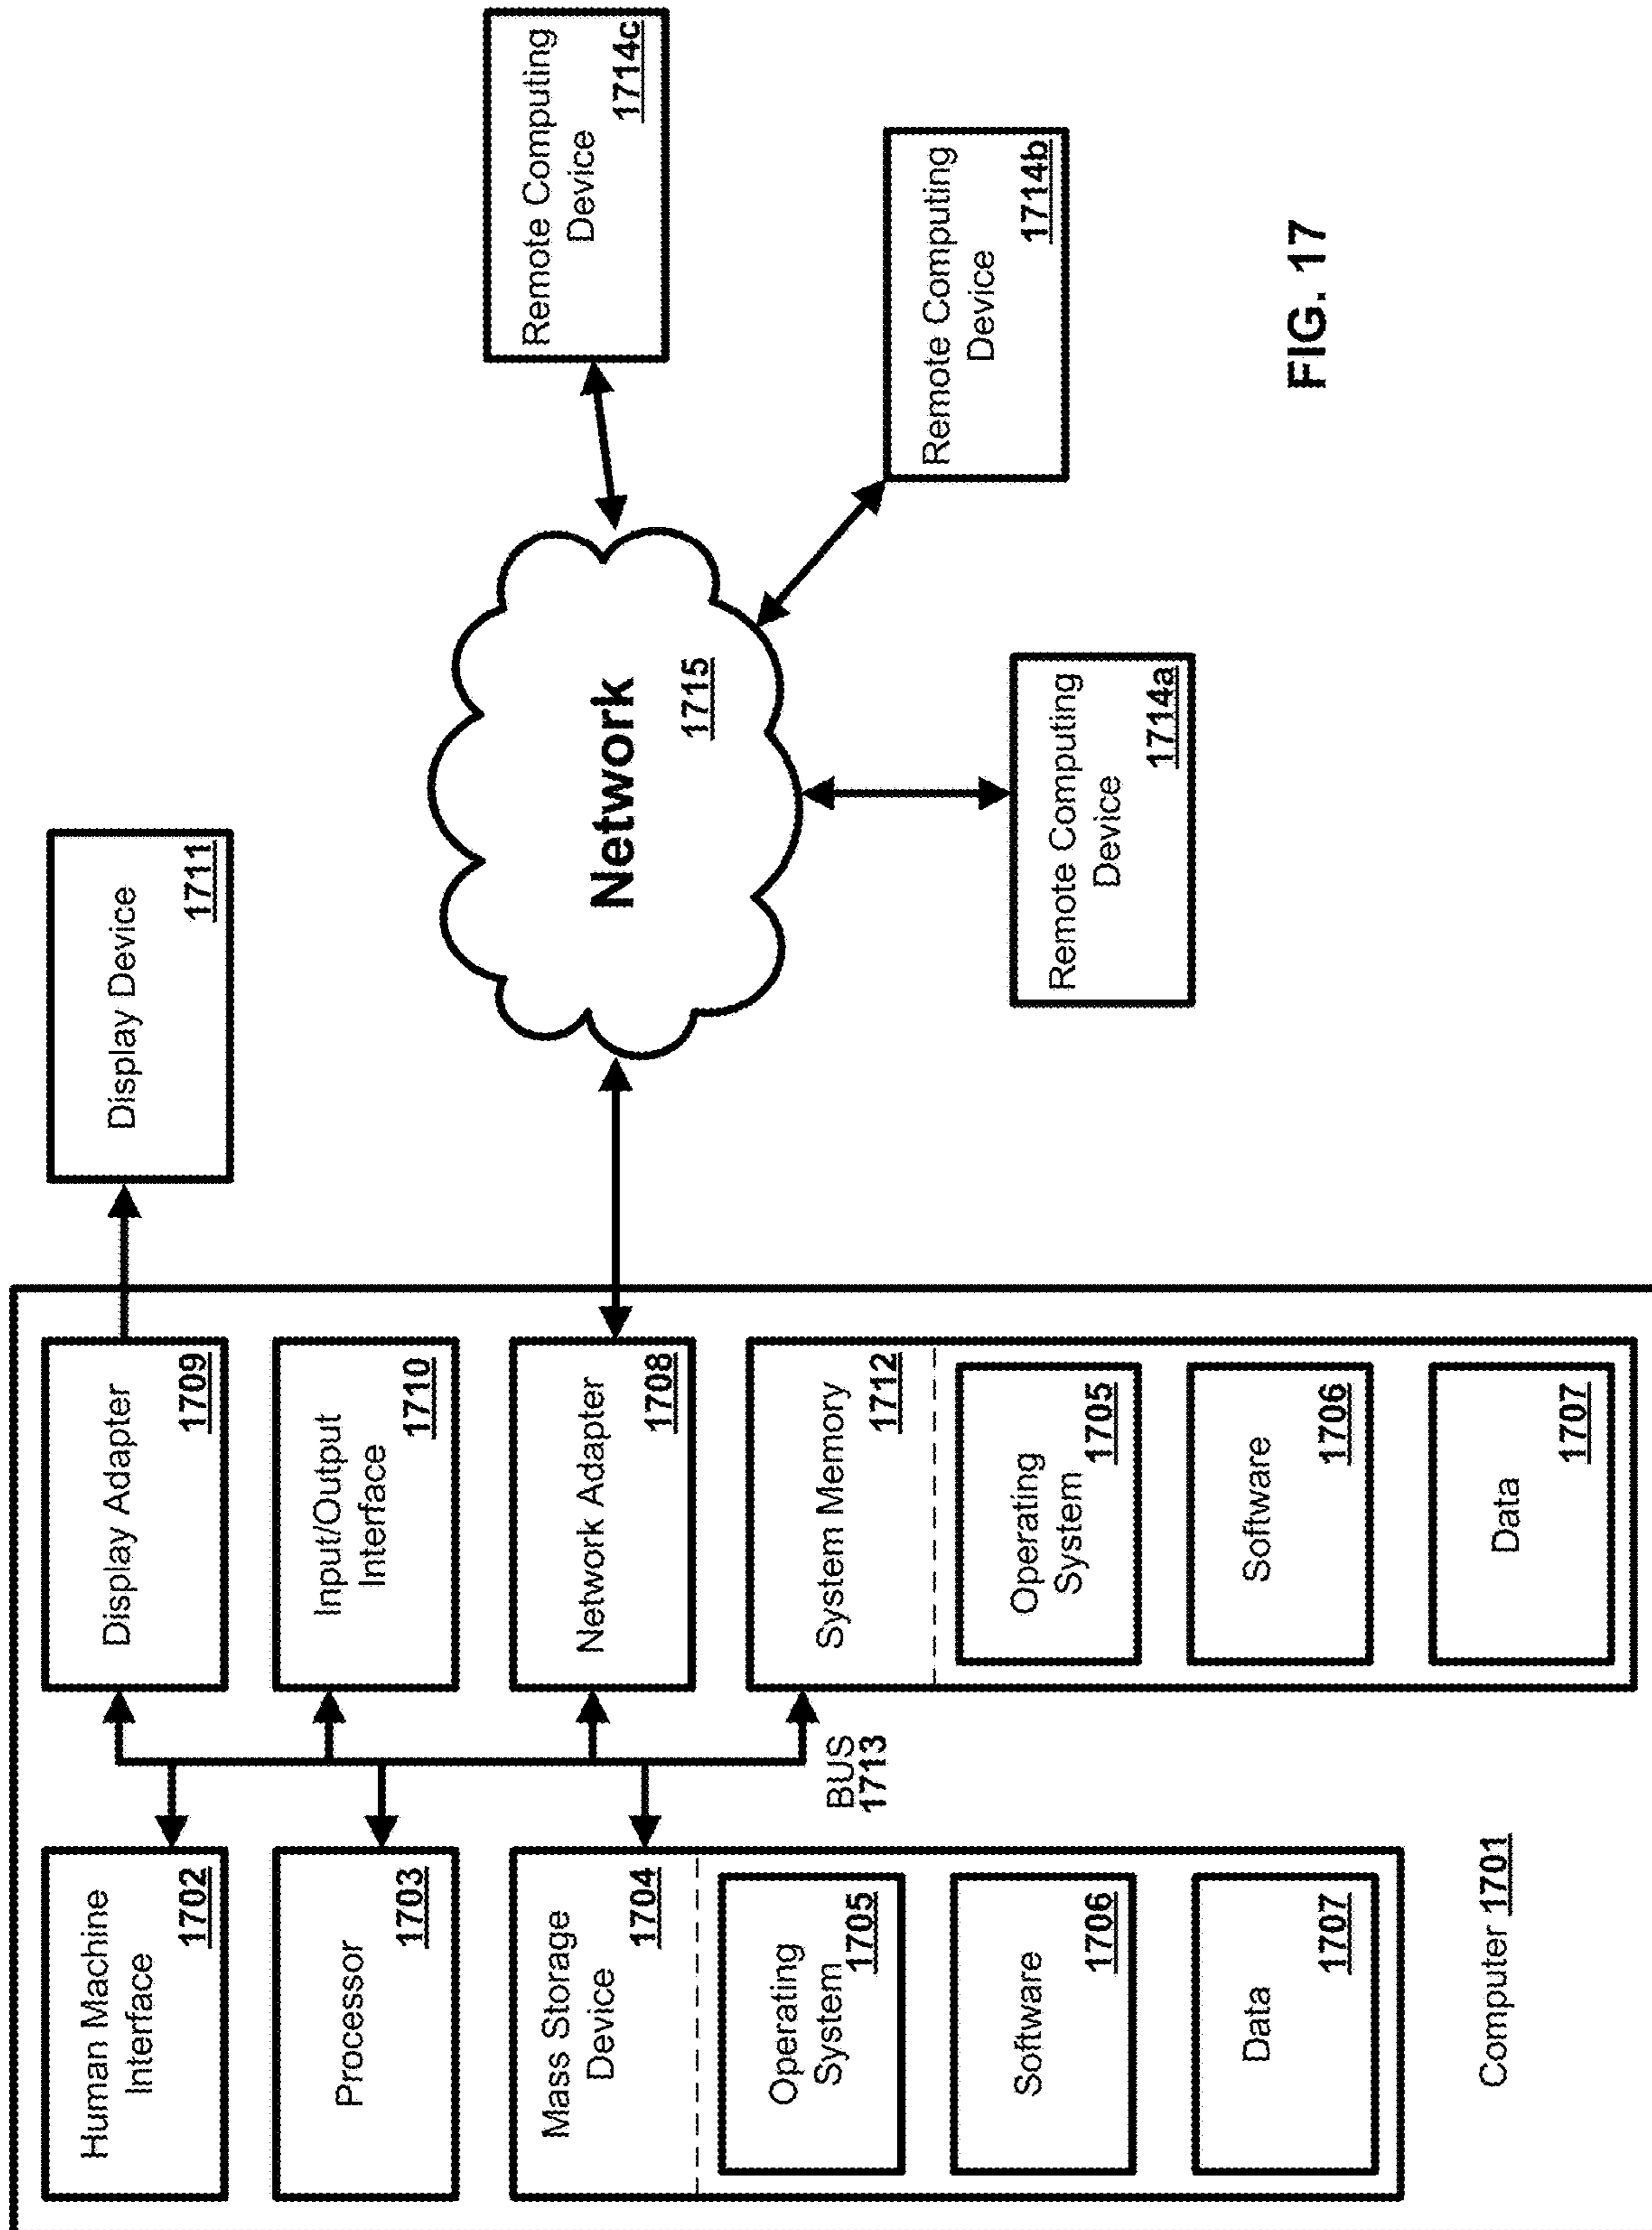 Human Machine
Interface
1702
Processor
1703
Mass Storage
Device
1704
Operating
System
1705
Software
1706
Data
1707
Computer 1701
BUS
1713
Display Adapter
1709
Input/Output
Interface
1710
Network Adapter
1708
System Memory
1712
Operating
System
1705
Software
1706
Data
1707
Display Device
1711
Network
1715
Remote Computing
Device
1714a
Remote Computing
Device
1714b
Remote Computing
Device
1714c
FIG. 17